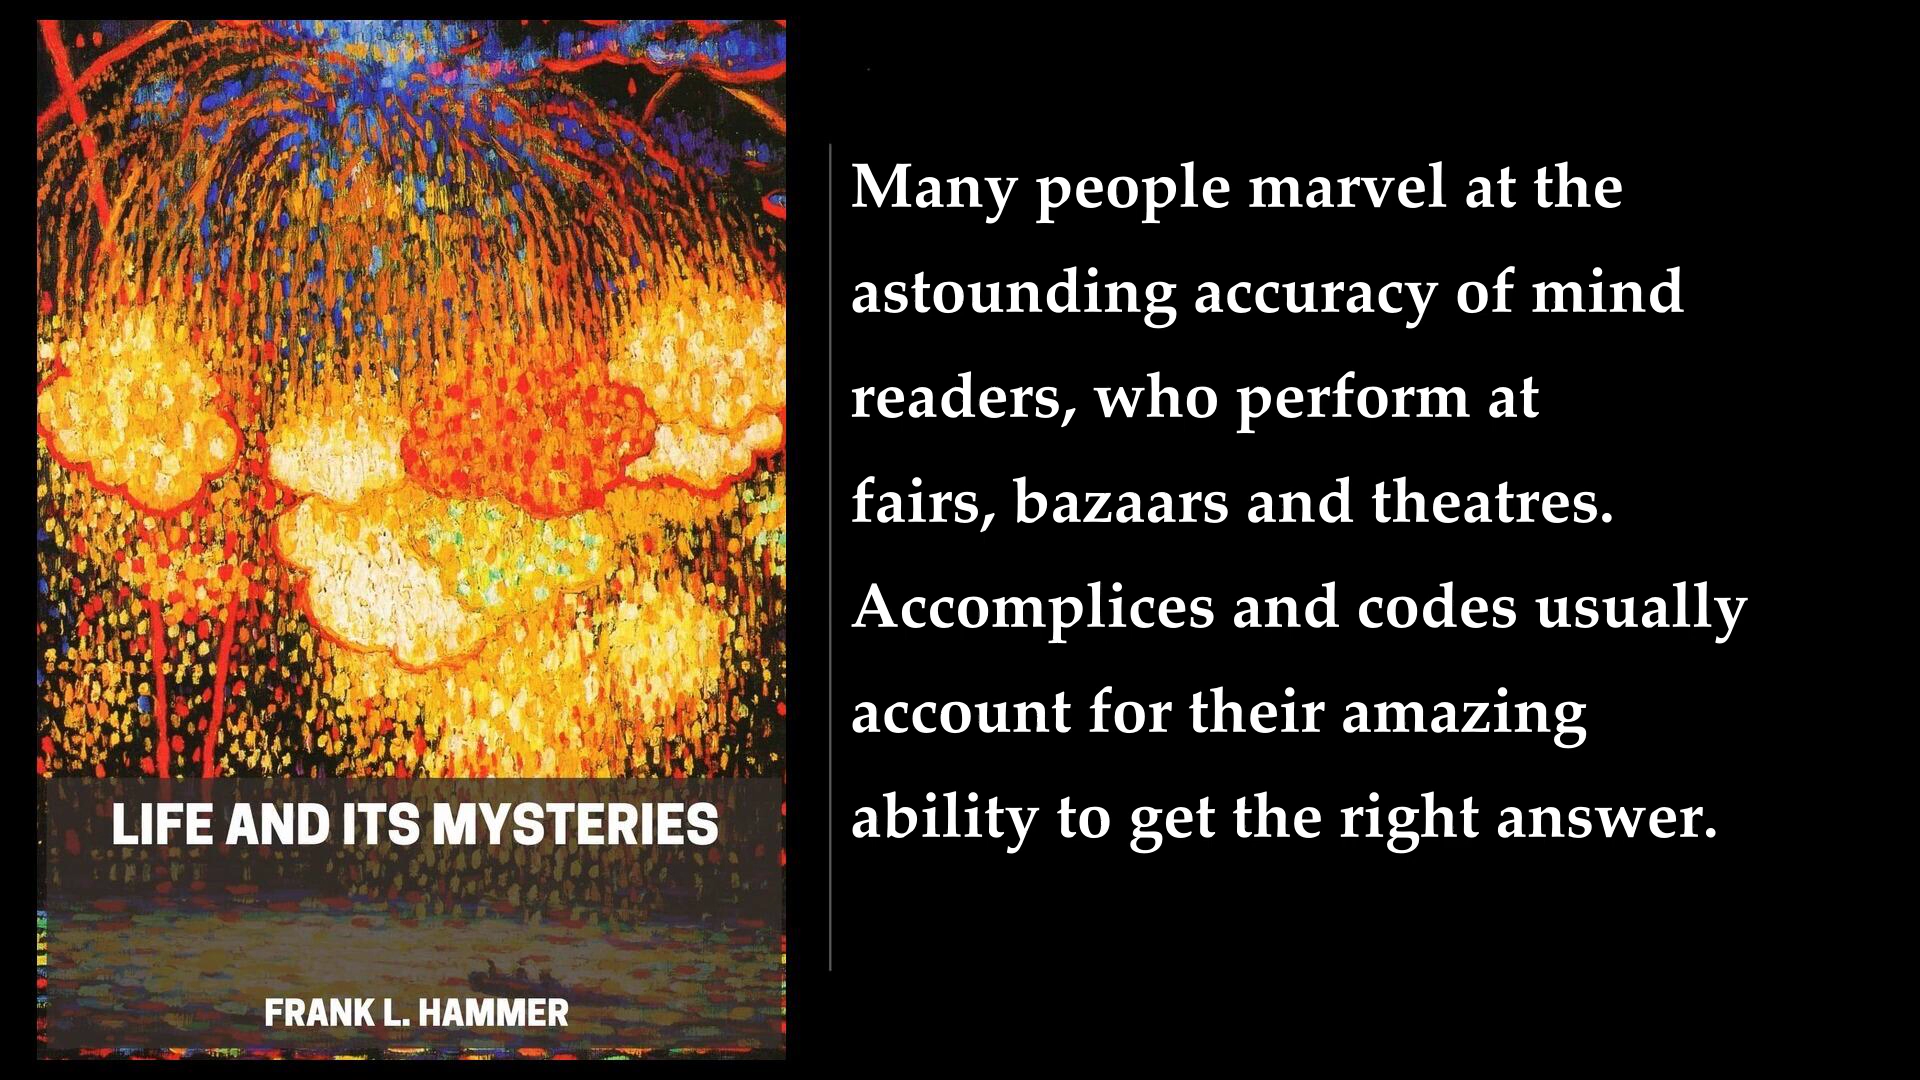 LIFE AND ITS MYSTERIES
FRANK L. HAMMER
Many people marvel at the
astounding accuracy of mind
readers, who perform at
fairs, bazaars and theatres.
Accomplices and codes usually
account for their amazing
ability to get the right answer.